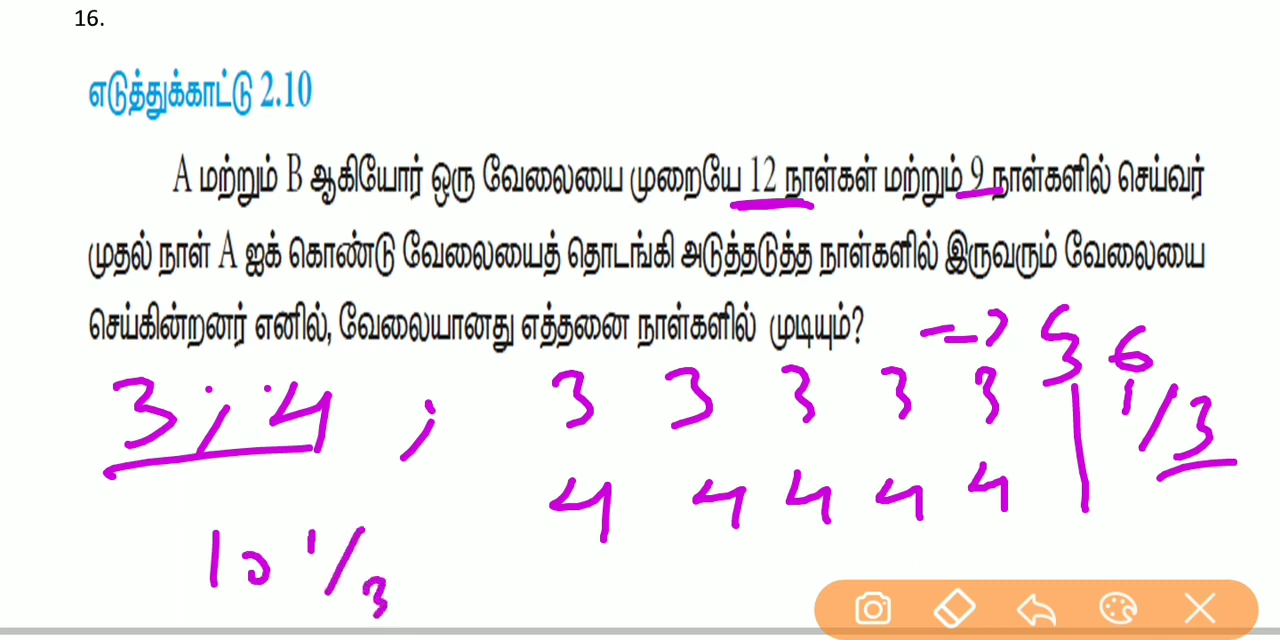 16.
எடுத்துக்காட்டு 2.10
A மற்றும் B ஆகியோர் ஒரு வேலையை முறையே 12 நாள்கள் மற்றும் 9 நாள்களில் செய்வர்
முதல் நாள் A ஐக் கொண்டு வேலையைத் தொடங்கி அடுத்தடுத்த நாள்களில் இருவரும் வேலையை
செய்கின்றனர் எனில், வேலையானது எத்தனை நாள்களில் முடியும்?
3 ; 4 ; 3 3 3 3 3 1/3
4 4 4 4 4
10 1/3